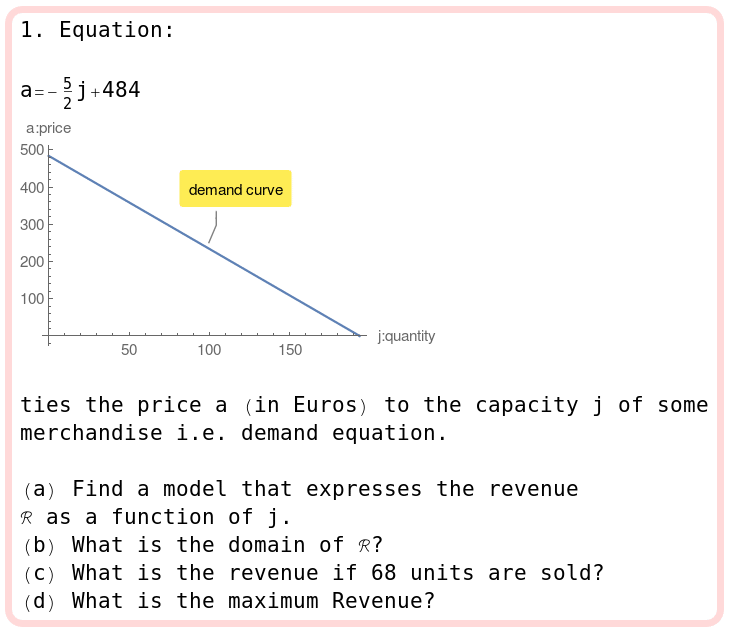 1. Equation:
a=-5/2 j+484
a:price
500
400
300
200
100
demand curve
50
100
150
j:quantity
ties the price a (in Euros) to the capacity j of some
merchandise i.e. demand equation.
(a) Find a model that expresses the revenue
ℛ as a function of j.
(b) What is the domain of ℛ?
(c) What is the revenue if 68 units are sold?
(d) What is the maximum Revenue?